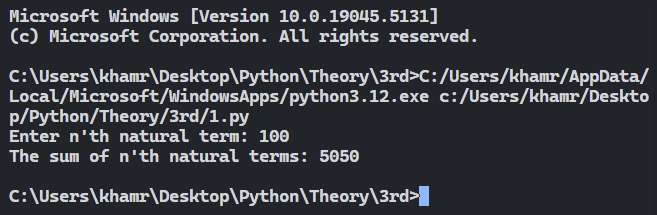 Microsoft Windows [Version 10.0.19045.5131]
(c) Microsoft Corporation. All rights reserved.
C:\Users\khamr\Desktop\Python\Theory\3rd>C:/Users/khamr/AppData/
Local/Microsoft/WindowsApps/python3.12.exe c:/Users/khamr/Deskto
p/Python/Theory/3rd/1.py
Enter n'th natural term: 100
The sum of n'th natural terms: 5050
C:\Users\khamr\Desktop\Python\Theory\3rd>